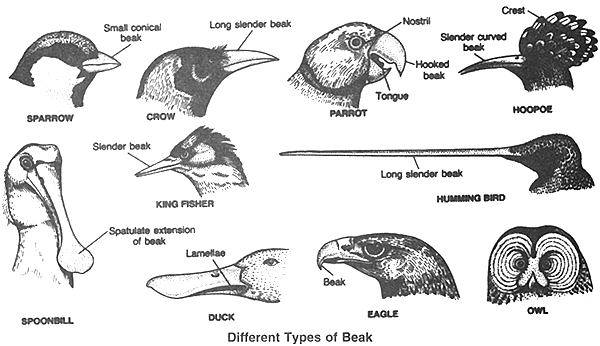 Small conical
beak
SPARROW
Long slender beak
CROW
Nostril
Hooked
beak
Tongue
PARROT
Crest
Slender curved
beak
HOOPOE
Slender beak
KING FISHER
Long slender beak
HUMMING BIRD
Spatulate extension
of beak
SPOONBILL
Lamellae
DUCK
Beak
EAGLE
OWL
Different Types of Beak